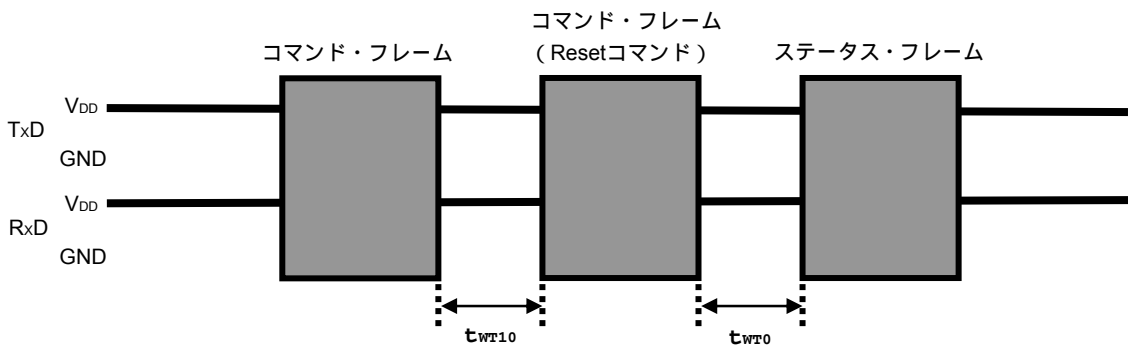 コマンド・フレーム
コマンド・フレーム
（Resetコマンド）
ステータス・フレーム
VDD
TxD
GND
VDD
RxD
GND
tWT10
tWT0